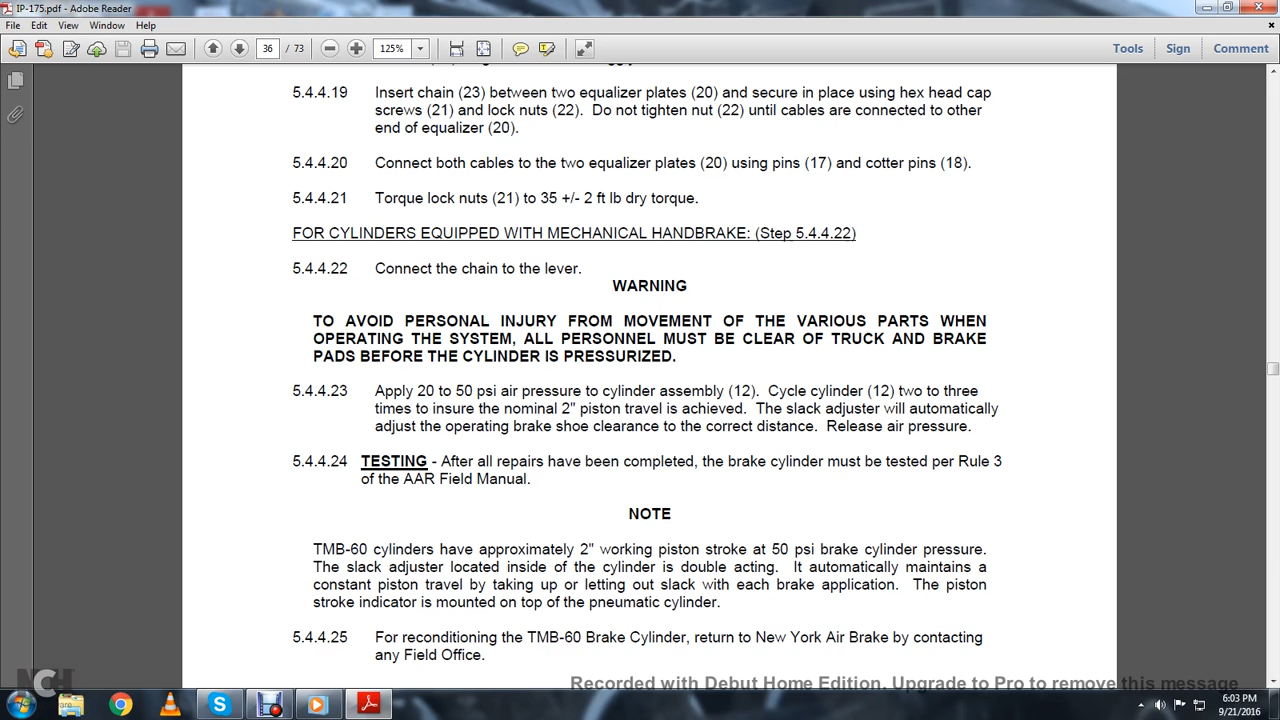 IP-175.pdf - Adobe Reader
File Edit View Window Help
36 / 73 125% Tools Sign Comment
5.4.4.19 Insert chain (23) between two equalizer plates (20) and secure in place using hex head cap
screws (21) and lock nuts (22). Do not tighten nut (22) until cables are connected to other
end of equalizer (20).
5.4.4.20 Connect both cables to the two equalizer plates (20) using pins (17) and cotter pins (18).
5.4.4.21 Torque lock nuts (21) to 35 +/- 2 ft lb dry torque.
FOR CYLINDERS EQUIPPED WITH MECHANICAL HANDBRAKE: (Step 5.4.4.22)
5.4.4.22 Connect the chain to the lever.
WARNING
TO AVOID PERSONAL INJURY FROM MOVEMENT OF THE VARIOUS PARTS WHEN
OPERATING THE SYSTEM, ALL PERSONNEL MUST BE CLEAR OF TRUCK AND BRAKE
PADS BEFORE THE CYLINDER IS PRESSURIZED.
5.4.4.23 Apply 20 to 50 psi air pressure to cylinder assembly (12). Cycle cylinder (12) two to three
times to insure the nominal 2" piston travel is achieved. The slack adjuster will automatically
adjust the operating brake shoe clearance to the correct distance. Release air pressure.
5.4.4.24 TESTING - After all repairs have been completed, the brake cylinder must be tested per Rule 3
of the AAR Field Manual.
NOTE
TMB-60 cylinders have approximately 2" working piston stroke at 50 psi brake cylinder pressure.
The slack adjuster located inside of the cylinder is double acting. It automatically maintains a
constant piston travel by taking up or letting out slack with each brake application. The piston
stroke indicator is mounted on top of the pneumatic cylinder.
5.4.4.25 For reconditioning the TMB-60 Brake Cylinder, return to New York Air Brake by contacting
any Field Office.
NCH
Recorded with Debut Home Edition. Upgrade to Pro to remove this message
6:03 PM
9/21/2016